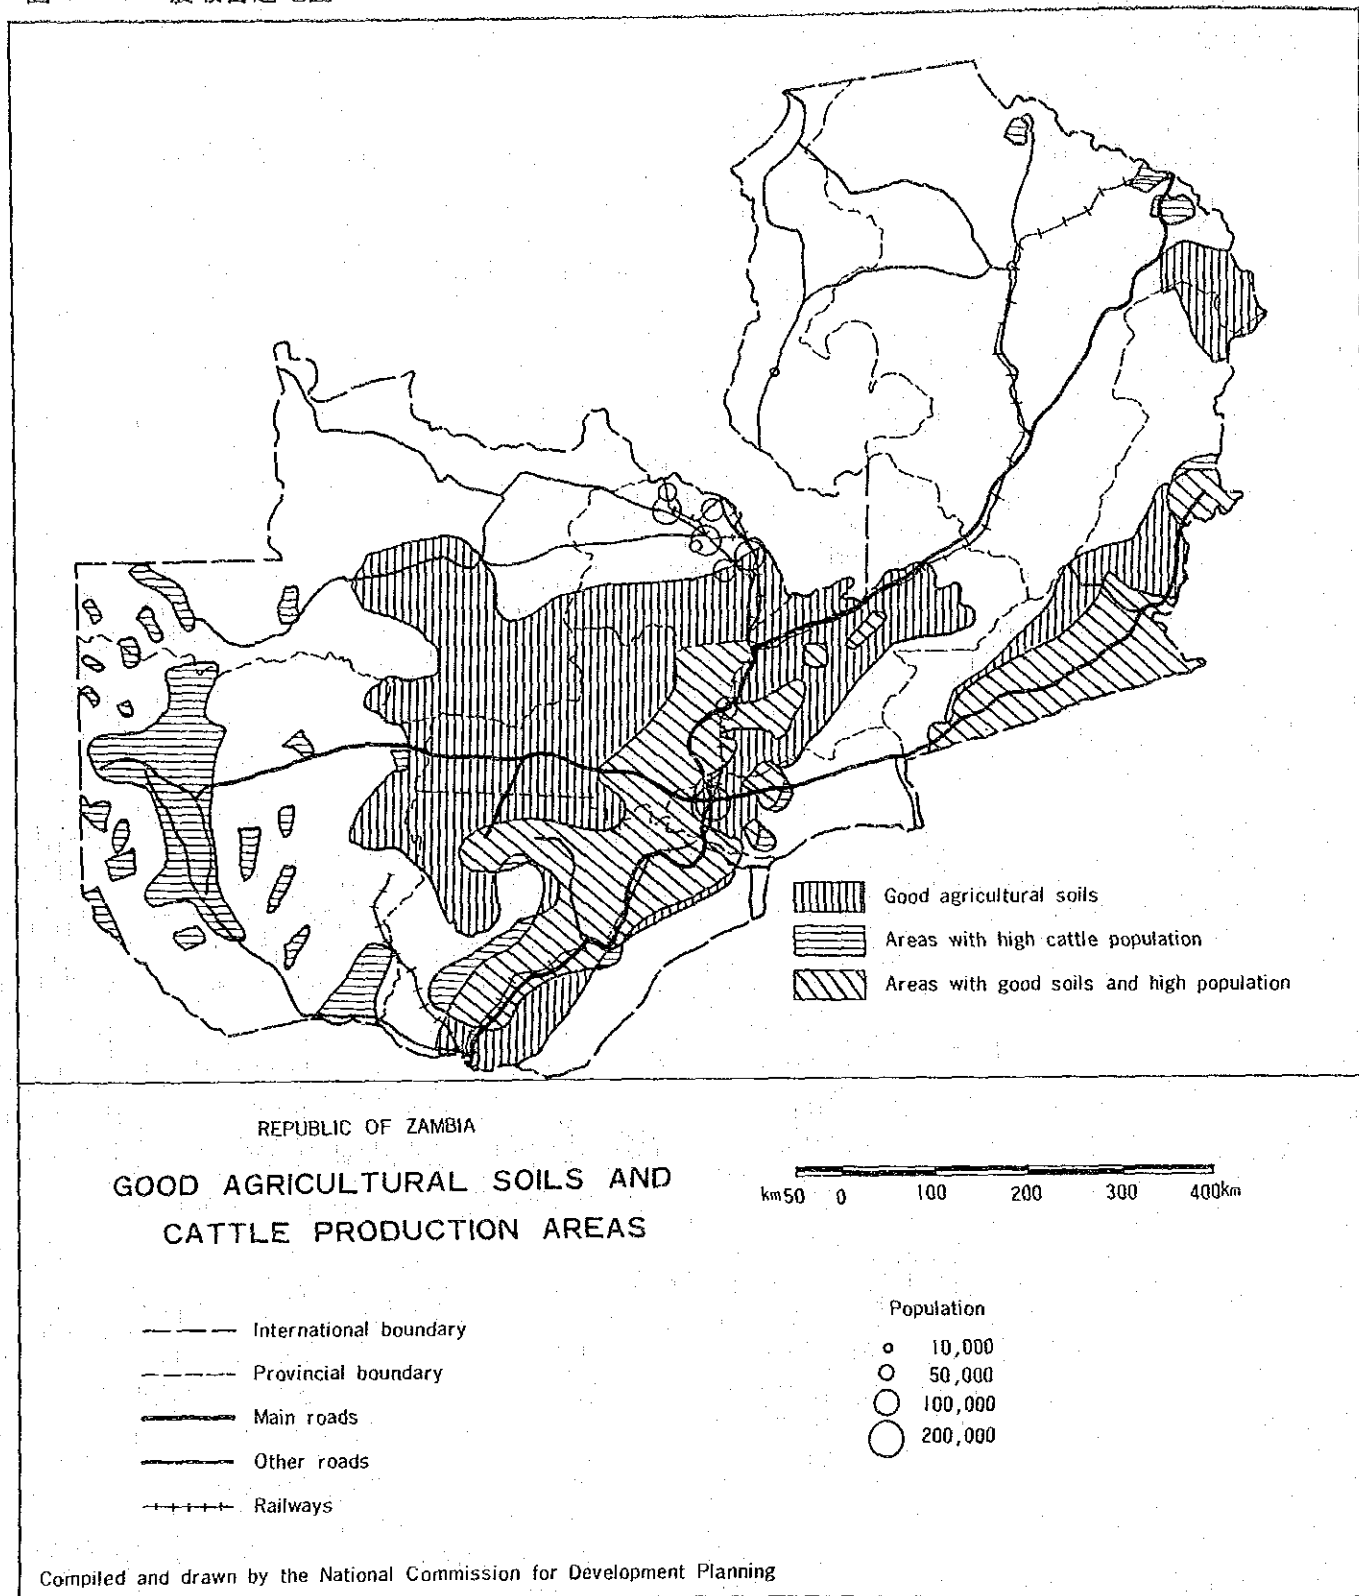 Good agricultural soils
Areas with high cattle population
Areas with good soils and high population
REPUBLIC OF ZAMBIA
GOOD AGRICULTURAL SOILS AND
CATTLE PRODUCTION AREAS
km50 0 100 200 300 400km
International boundary
Provincial boundary
Main roads
Other roads
Railways
Population
10,000
50,000
100,000
200,000
Compiled and drawn by the National Commission for Development Planning